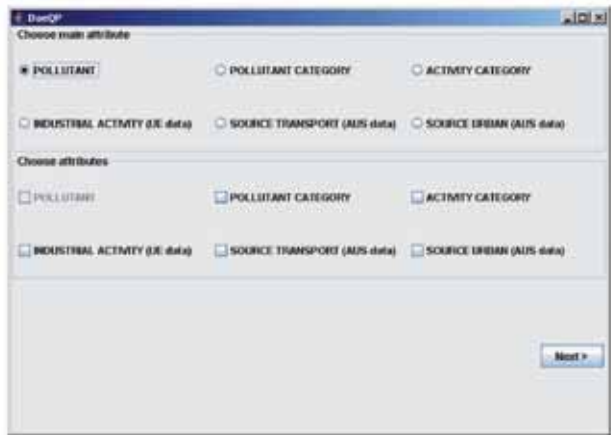 DaeQP
Choose main attribute
POLLUTANT POLLUTANT CATEGORY ACTIVITY CATEGORY
INDUSTRIAL ACTIVITY (UE data) SOURCE TRANSPORT (AUS data) SOURCE URBAN (AUS data)
Choose attributes
POLLUTANT POLLUTANT CATEGORY ACTIVITY CATEGORY
INDUSTRIAL ACTIVITY (UE data) SOURCE TRANSPORT (AUS data) SOURCE URBAN (AUS data)
Next >